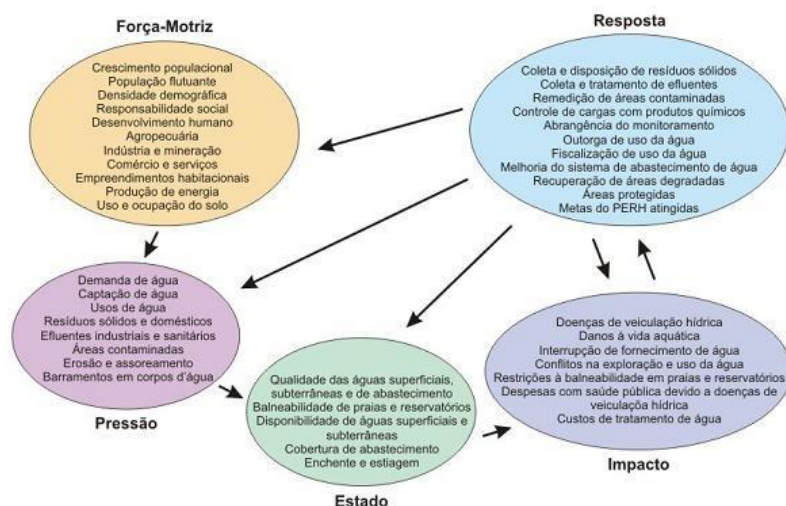 Força-Motriz
Crescimento populacional
População flutuante
Densidade demográfica
Responsabilidade social
Desenvolvimento humano
Agropecuária
Indústria e mineração
Comércio e serviços
Empreendimentos habitacionais
Produção de energia
Uso e ocupação do solo
Resposta
Coleta e disposição de resíduos sólidos
Coleta e tratamento de efluentes
Remedição de áreas contaminadas
Controle de cargas com produtos químicos
Abrangência do monitoramento
Outorga de uso da água
Fiscalização de uso da água
Melhoria do sistema de abastecimento de água
Recuperação de áreas degradadas
Áreas protegidas
Metas do PERH atingidas
Demanda de água
Captação de água
Usos de água
Resíduos sólidos e domésticos
Efluentes industriais e sanitários
Áreas contaminadas
Erosão e assoreamento
Barramentos em corpos d'água
Pressão
Qualidade das águas superficiais,
subterrâneas e de abastecimento
Balneabilidade de praias e reservatórios
Disponibilidade de águas superficiais e
subterrâneas
Cobertura de abastecimento
Enchente e estiagem
Estado
Doenças de veiculação hídrica
Danos à vida aquática
Interrupção de fornecimento de água
Conflitos na exploração e uso da água
Restrições à balneabilidade em praias e reservatórios
Despesas com saúde pública devido a doenças de
veiculaçõa hídrica
Custos de tratamento de água
Impacto